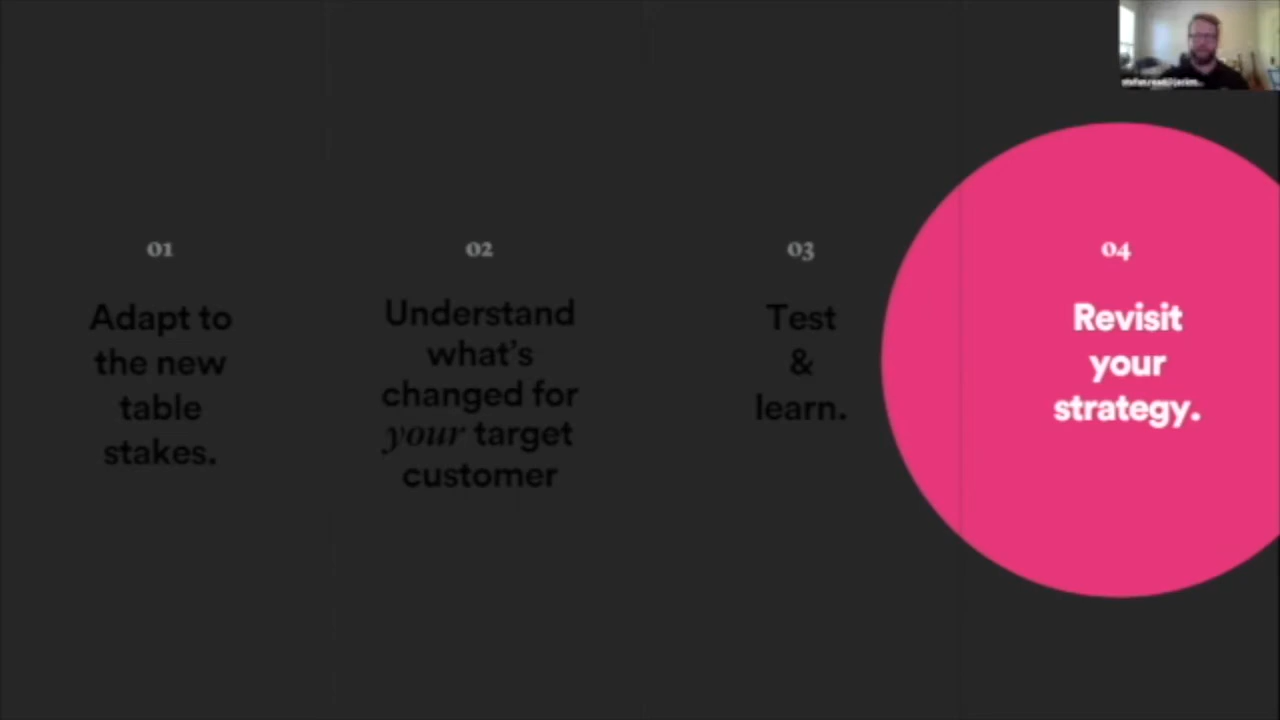 01
Adapt to
the new
table
stakes.
02
Understand
what's
changed for
your target
customer
03
Test
&
learn.
04
Revisit
your
strategy.